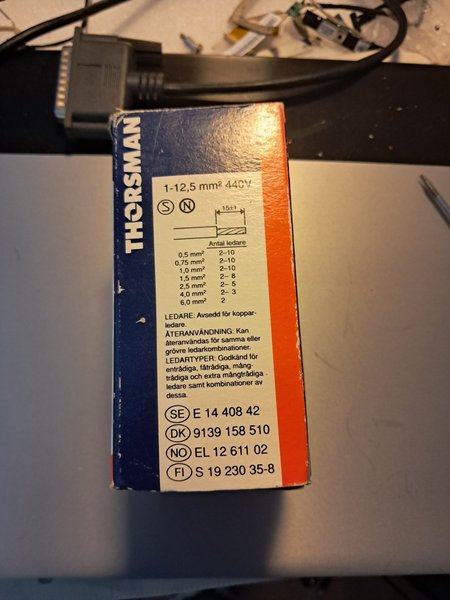 THORSMAN
1-12,5 mm² 440V
S N
15±1
Antal ledare
0,5 mm² 2-10
0,75 mm² 2-10
1,0 mm² 2-10
1,5 mm² 2- 8
2,5 mm² 2- 5
4,0 mm² 2- 3
6,0 mm² 2
LEDARE: Avsedd för koppar-
ledare.
ÅTERANVÄNDNING: Kan
återanvändas för samma eller
grövre ledarkombinationer.
LEDARTYPER: Godkänd för
entrådiga, fåtrådiga, mång-
trådiga och extra mångtrådiga
ledare samt kombinationer av
dessa.
SE E 14 408 42
DK 9139 158 510
NO EL 12 611 02
FI S 19 230 35-8